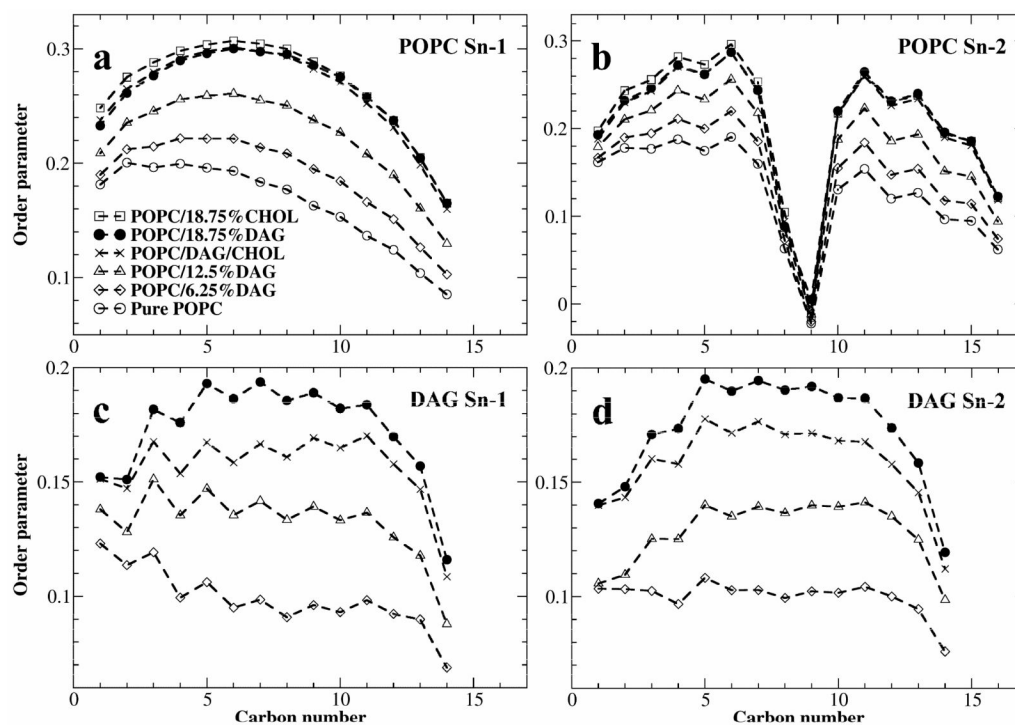 a
POPC Sn-1
Order parameter
0.3
0.2
0.1
POPC/18.75%CHOL
POPC/18.75%DAG
POPC/DAG/CHOL
POPC/12.5%DAG
POPC/6.25%DAG
Pure POPC
0 5 10 15
b
POPC Sn-2
0.3
0.2
0.1
0
0 5 10 15
c
DAG Sn-1
Order parameter
0.2
0.15
0.1
0 5 10 15
Carbon number
d
DAG Sn-2
0.2
0.15
0.1
0 5 10 15
Carbon number